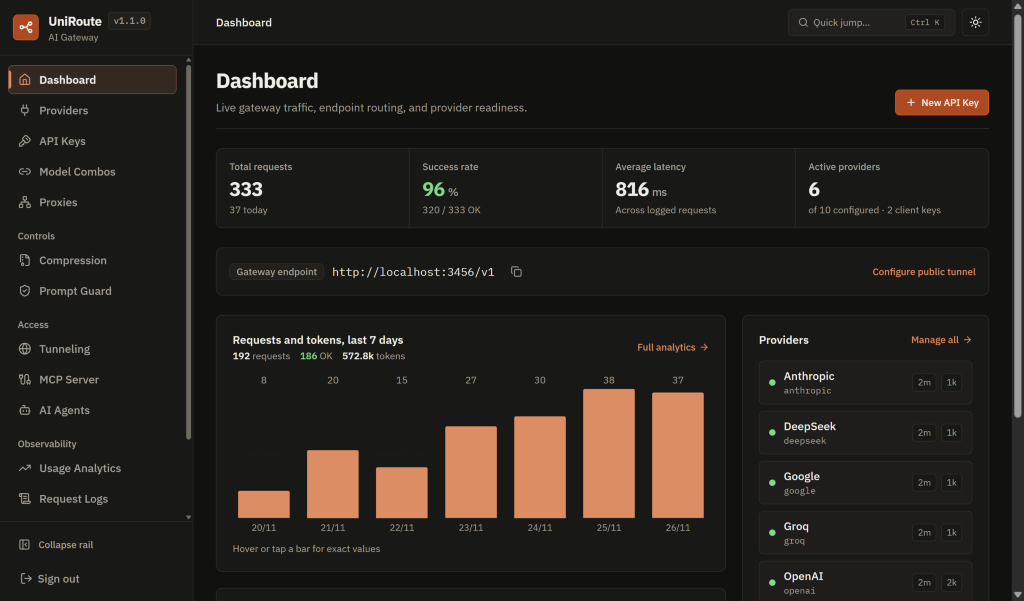 UniRoute v1.1.0
AI Gateway
Dashboard
Providers
API Keys
Model Combos
Proxies
Controls
Compression
Prompt Guard
Access
Tunneling
MCP Server
AI Agents
Observability
Usage Analytics
Request Logs
Collapse rail
Sign out
Dashboard
Quick jump... Ctrl K
Dashboard
Live gateway traffic, endpoint routing, and provider readiness.
+ New API Key
Total requests
333
37 today
Success rate
96 %
320 / 333 OK
Average latency
816 ms
Across logged requests
Active providers
6
of 10 configured · 2 client keys
Gateway endpoint http://localhost:3456/v1
Configure public tunnel
Requests and tokens, last 7 days
192 requests 186 OK 572.8k tokens
Full analytics →
8 20 15 27 30 38 37
20/11 21/11 22/11 23/11 24/11 25/11 26/11
Hover or tap a bar for exact values
Providers
Manage all →
Anthropic
anthropic
2m 1k
DeepSeek
deepseek
2m 1k
Google
google
2m 1k
Groq
groq
2m 1k
OpenAI
openai
2m 2k